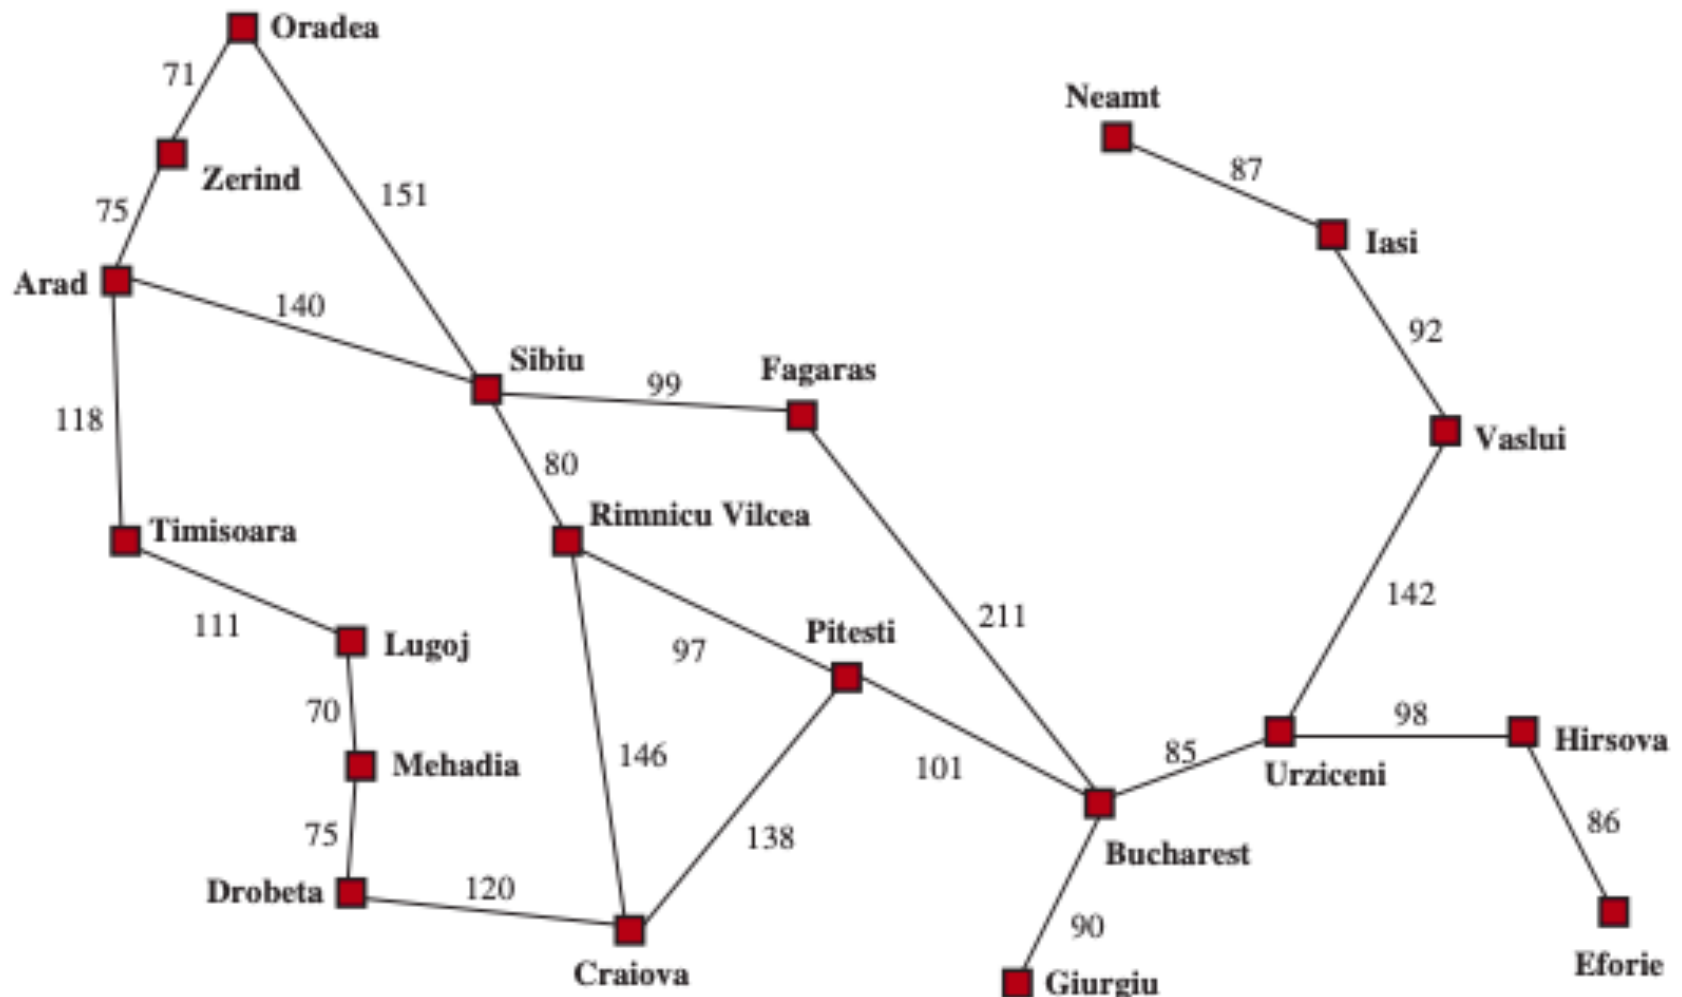 Oradea
71
Neamt
87
Zerind
151
75
Iasi
Arad
140
92
Sibiu
99
Fagaras
118
Vaslui
80
Rimnicu Vilcea
Timisoara
142
211
111
Pitesti
Lugoj
97
70
98
Hirsova
146
85
Mehadia
101
Urziceni
86
75
138
Bucharest
Drobeta
120
90
Craiova
Eforie
Giurgiu